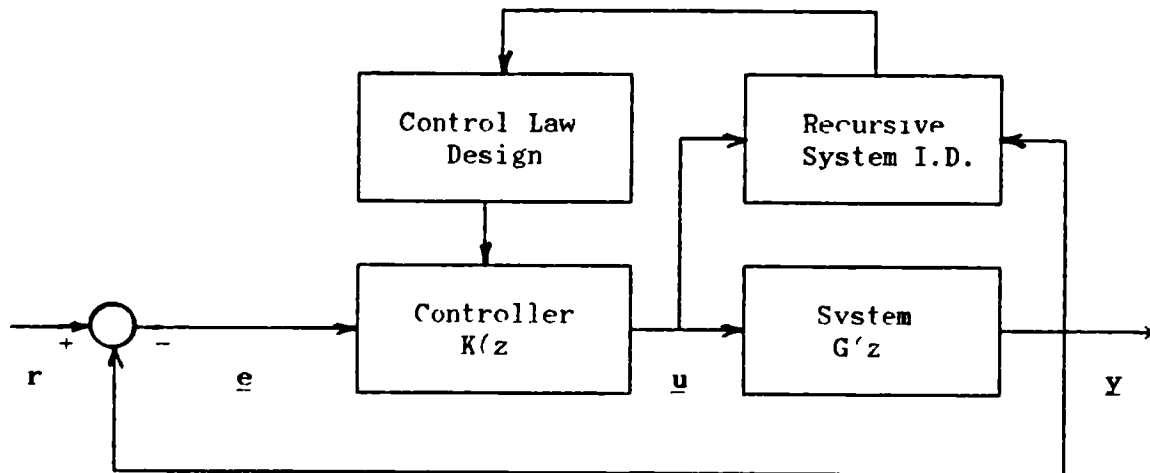 Control Law
Design
Recursive
System I.D.
Controller
K(z
System
G(z
+
-
r
e
u
y